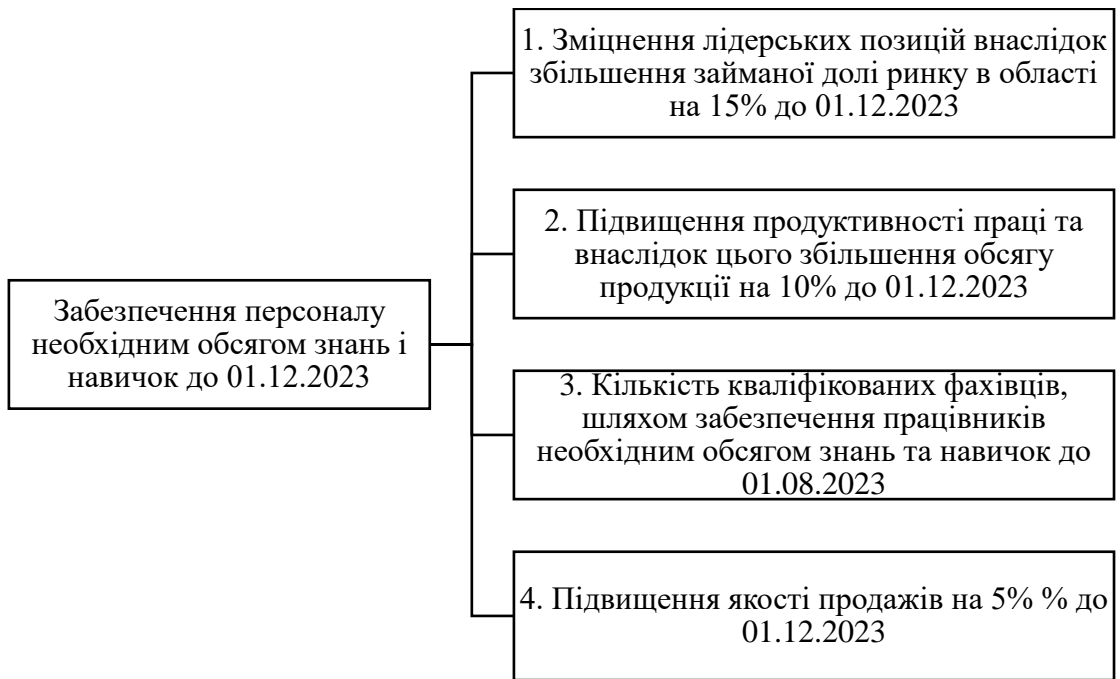 1. Зміцнення лідерських позицій внаслідок
збільшення займаної долі ринку в області
на 15% до 01.12.2023
2. Підвищення продуктивності праці та
внаслідок цього збільшення обсягу
продукції на 10% до 01.12.2023
Забезпечення персоналу
необхідним обсягом знань і
навичок до 01.12.2023
3. Кількість кваліфікованих фахівців,
шляхом забезпечення працівників
необхідним обсягом знань та навичок до
01.08.2023
4. Підвищення якості продажів на 5% % до
01.12.2023